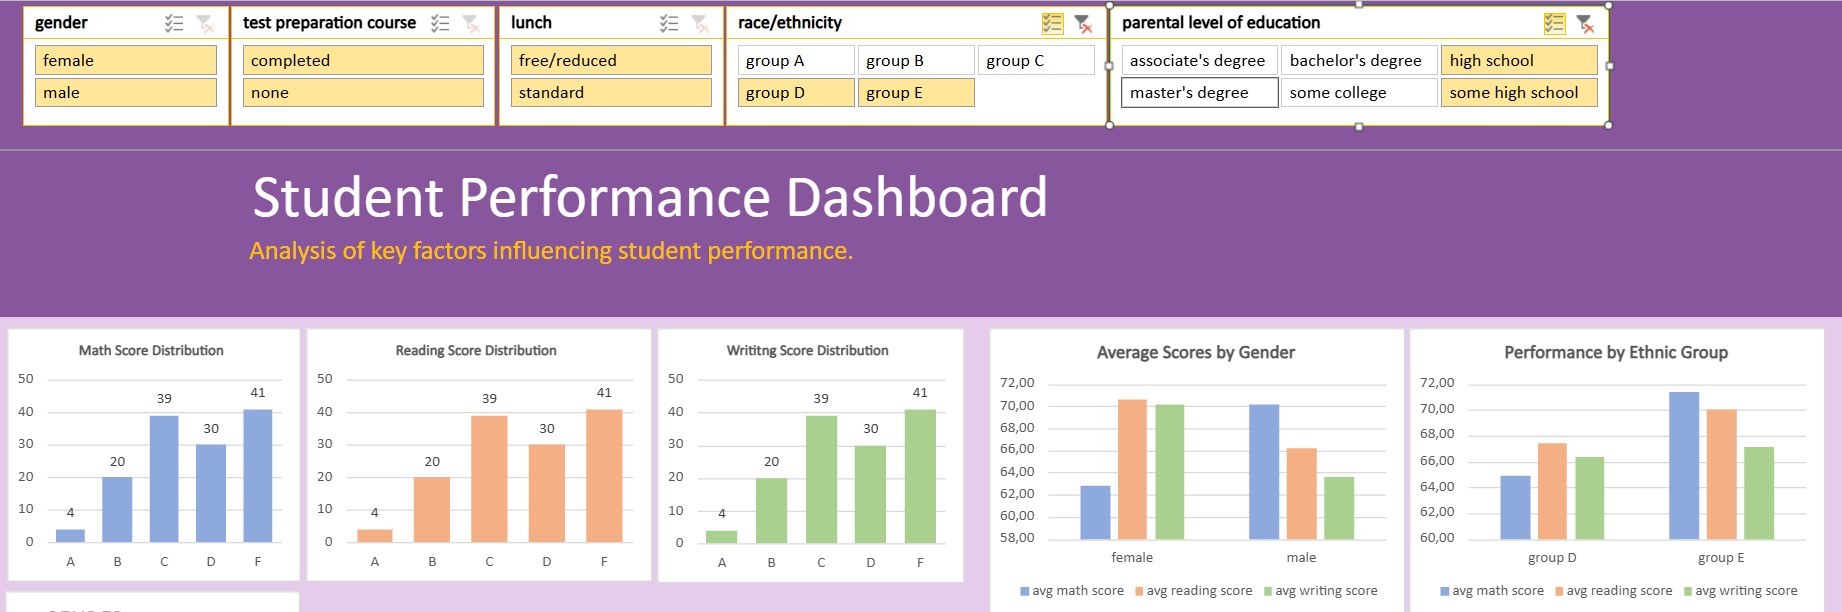 gender
female
male
test preparation course
completed
none
lunch
free/reduced
standard
race/ethnicity
group A group B group C
group D group E
parental level of education
associate's degree bachelor's degree high school
master's degree some college some high school
Student Performance Dashboard
Analysis of key factors influencing student performance.
Math Score Distribution
50
40
30
20
10
0
4 20 39 30 41
A B C D F
Reading Score Distribution
50
40
30
20
10
0
4 20 39 30 41
A B C D F
Writitng Score Distribution
50
40
30
20
10
0
4 20 39 30 41
A B C D F
Average Scores by Gender
72,00
70,00
68,00
66,00
64,00
62,00
60,00
58,00
female male
avg math score avg reading score avg writing score
Performance by Ethnic Group
72,00
70,00
68,00
66,00
64,00
62,00
60,00
group D group E
avg math score avg reading score avg writing score